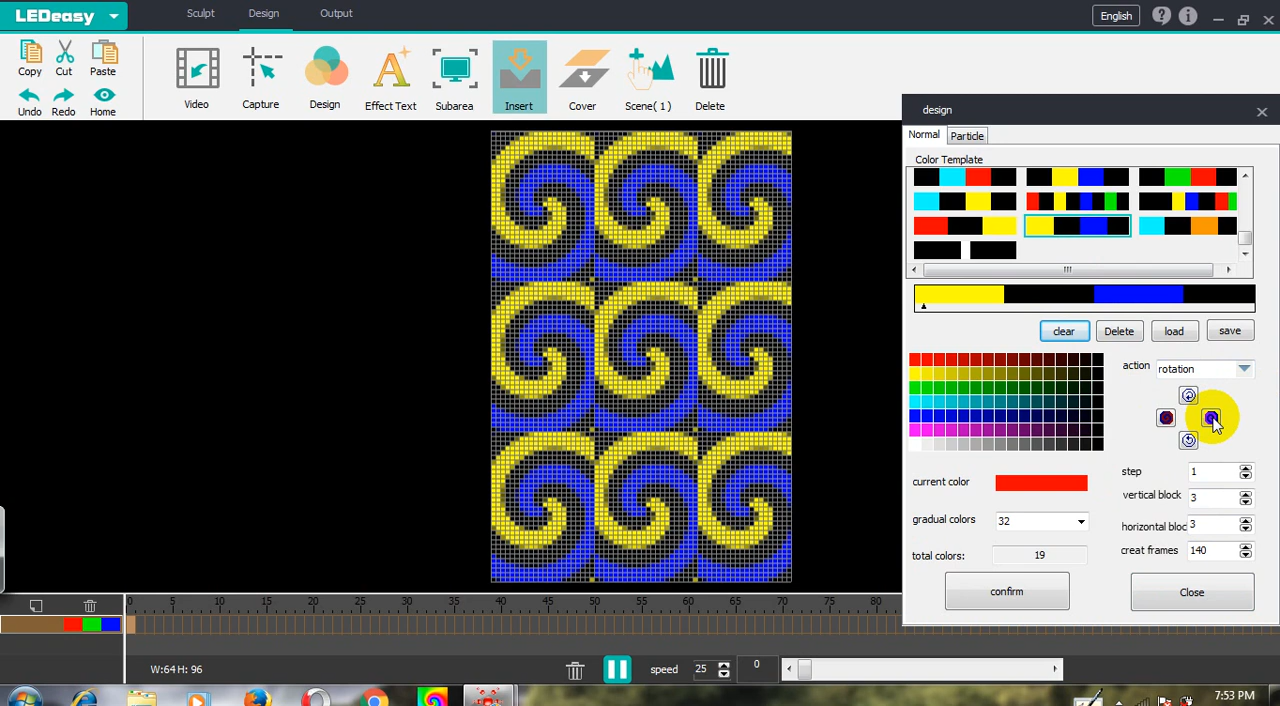 LEDeasy
Sculpt
Design
Output
English
Copy
Cut
Paste
Undo
Redo
Home
Video
Capture
Design
Effect Text
Subarea
Insert
Cover
Scene( 1 )
Delete
design
Normal
Particle
Color Template
clear
Delete
load
save
action
rotation
current color
step
1
vertical block
3
gradual colors
32
horizontal bloc
3
total colors:
19
creat frames
140
confirm
Close
0 5 10 15 20 25 30 35 40 45 50 55 60 65 70 75 80
W:64H: 96
speed
25
0
7:53 PM